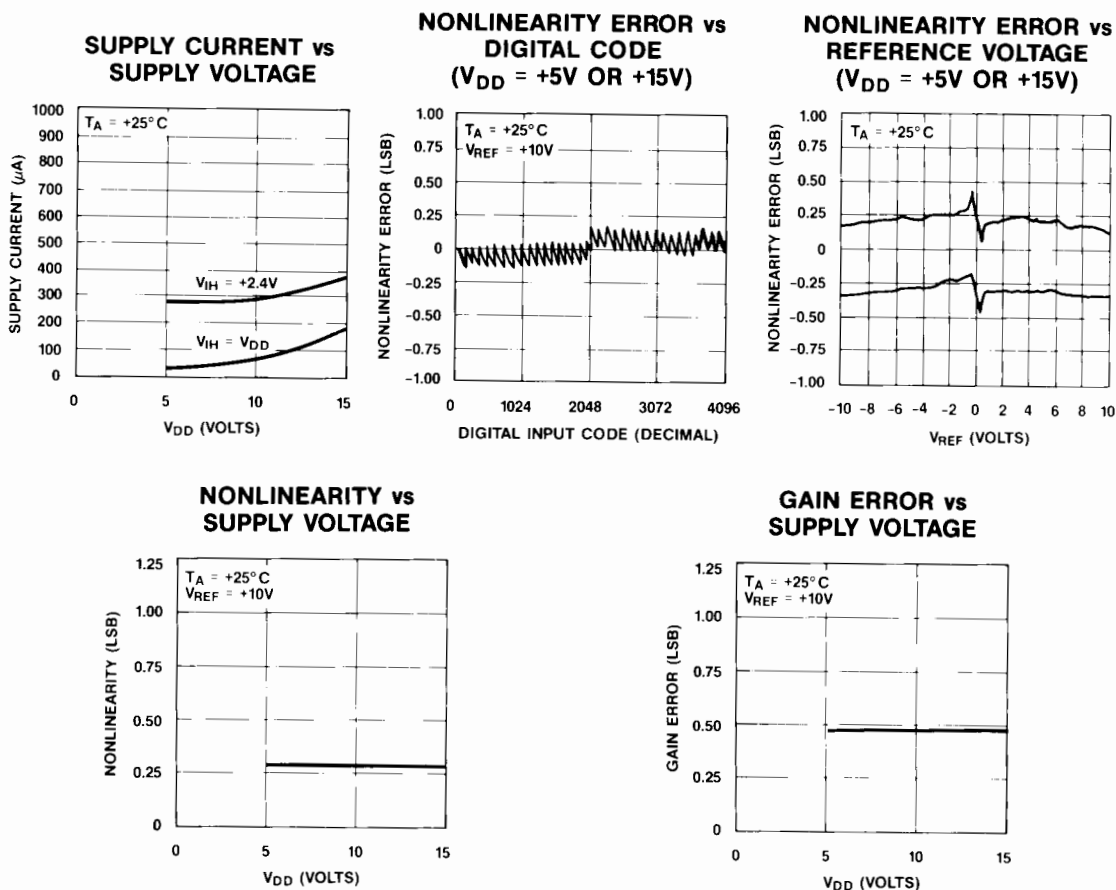 SUPPLY CURRENT vs
SUPPLY VOLTAGE
1000
900
800
700
600
500
400
300
200
100
0
SUPPLY CURRENT (μA)
T_A = +25°C
V_IH = +2.4V
V_IH = V_DD
0
5
10
15
V_DD (VOLTS)
NONLINEARITY ERROR vs
DIGITAL CODE
(V_DD = +5V OR +15V)
1.00
0.75
0.50
0.25
0
−0.25
−0.50
−0.75
−1.00
NONLINEARITY ERROR (LSB)
T_A = +25°C
V_REF = +10V
0
1024
2048
3072
4096
DIGITAL INPUT CODE (DECIMAL)
NONLINEARITY ERROR vs
REFERENCE VOLTAGE
(V_DD = +5V OR +15V)
1.00
0.75
0.50
0.25
0
−0.25
−0.50
−0.75
−1.00
NONLINEARITY ERROR (LSB)
T_A = +25°C
−10
−8
−6
−4
−2
0
2
4
6
8
10
V_REF (VOLTS)
NONLINEARITY vs
SUPPLY VOLTAGE
1.25
1.00
0.75
0.50
0.25
0
NONLINEARITY (LSB)
T_A = +25°C
V_REF = +10V
0
5
10
15
V_DD (VOLTS)
GAIN ERROR vs
SUPPLY VOLTAGE
1.25
1.00
0.75
0.50
0.25
0
GAIN ERROR (LSB)
T_A = +25°C
V_REF = +10V
0
5
10
15
V_DD (VOLTS)